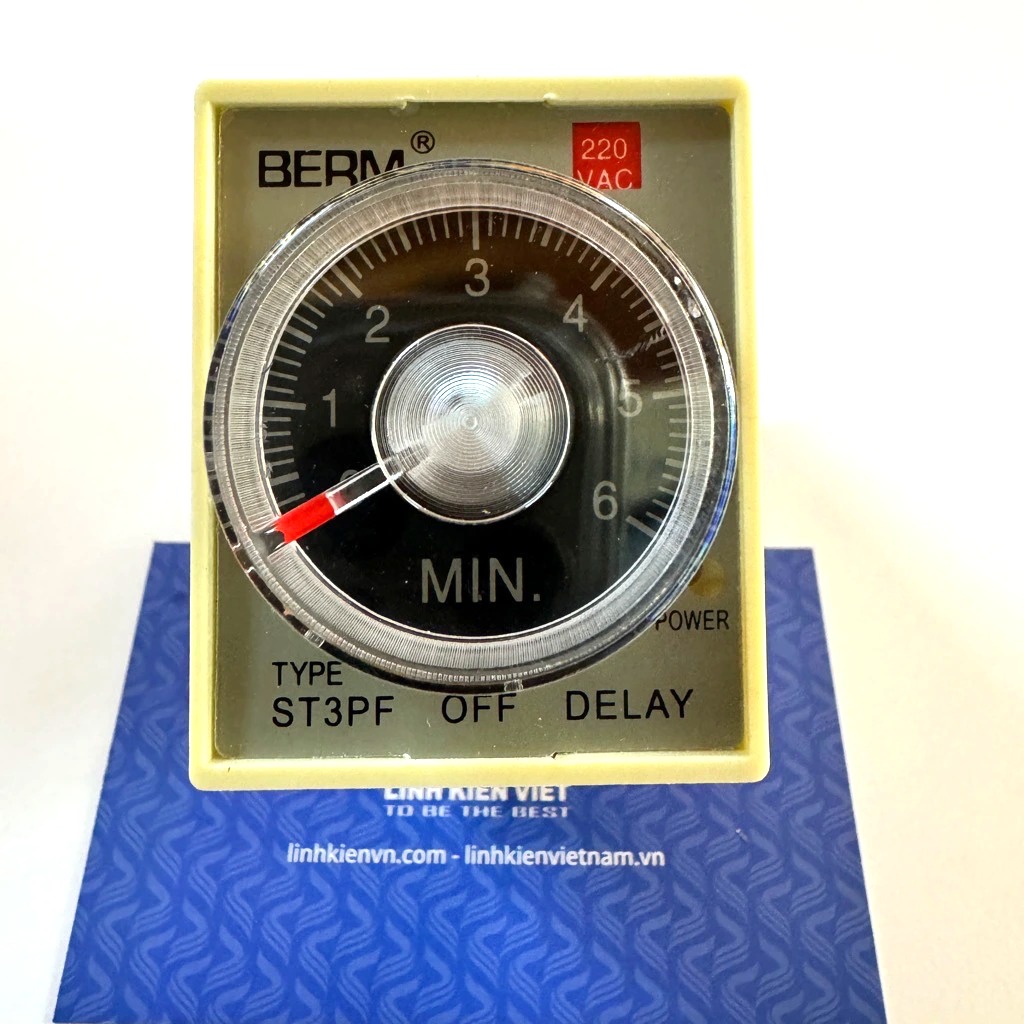 BERM®
220
VAC
3
2
4
1
5
0
6
MIN.
POWER
TYPE
ST3PF OFF DELAY
LINH KIEN VIET
TO BE THE BEST
linhkienvn.com - linhkienvietnam.vn